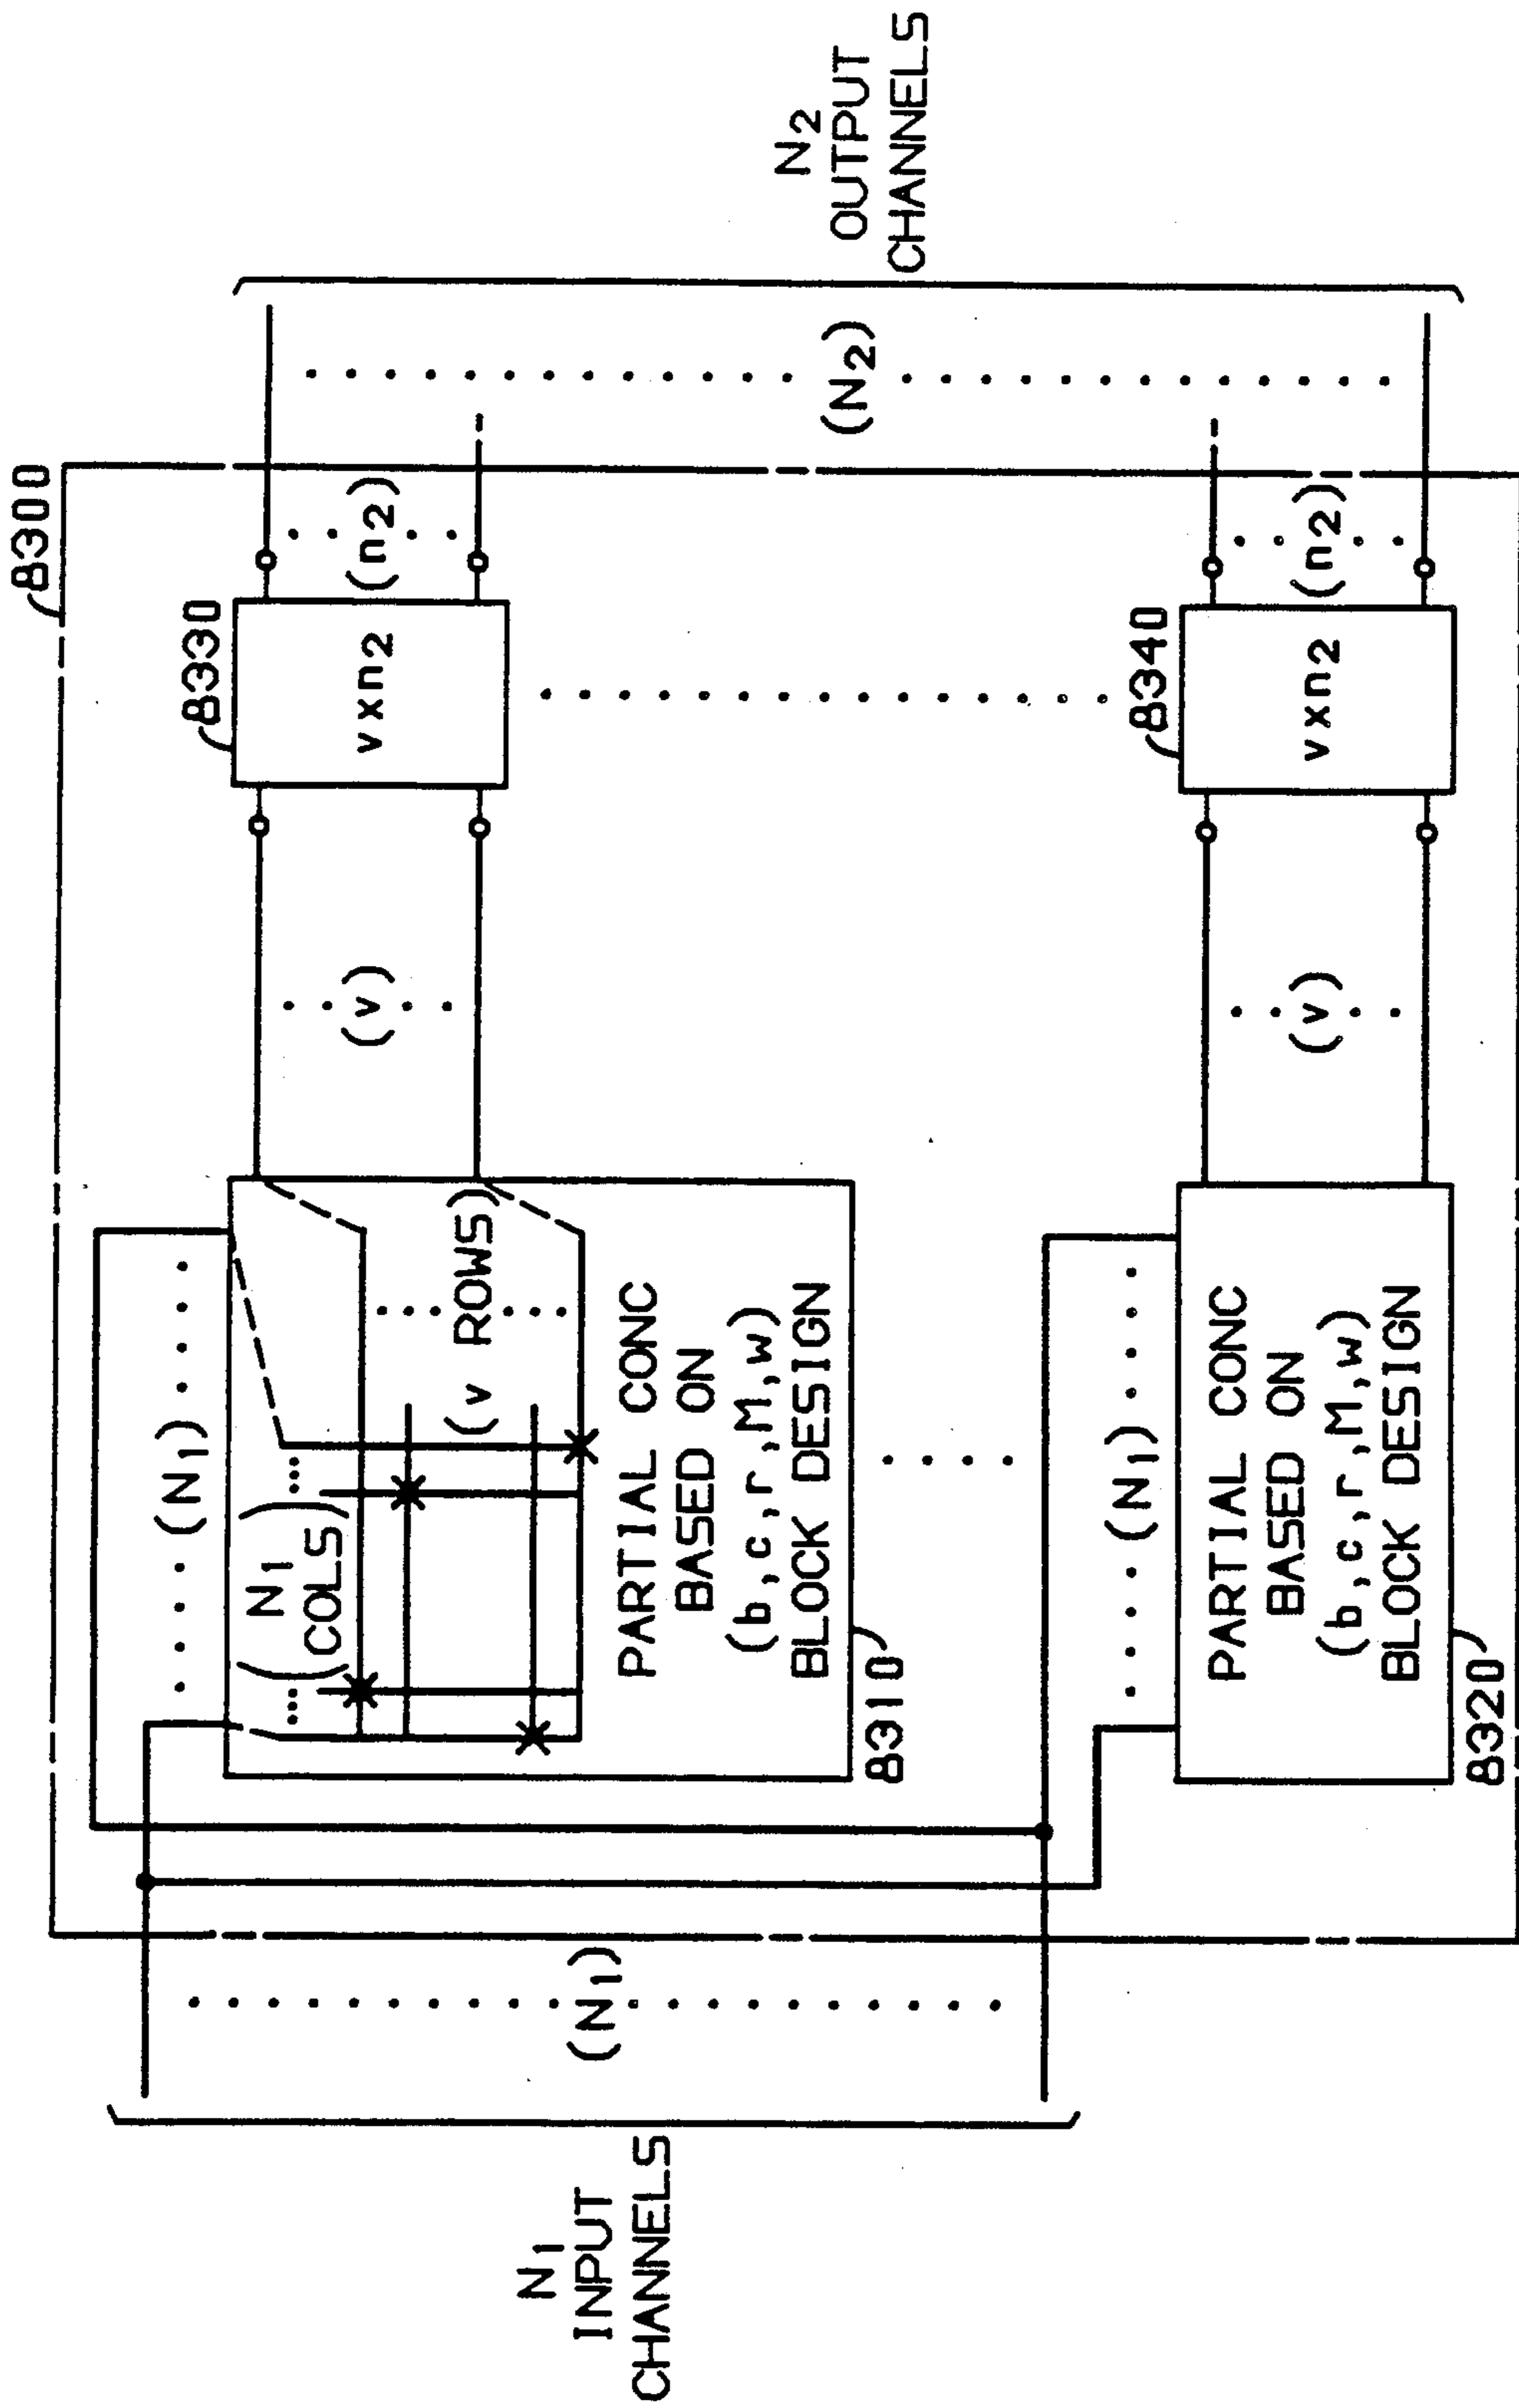 8300
N1
INPUT
CHANNELS
(N1)
(N1)
(N1
COLS)
(v ROWS)
PARTIAL CONC
BASED ON
(b,c,r,M,w)
BLOCK DESIGN
8310
(v)
8330
vxn2
(n2)
(N1)
PARTIAL CONC
BASED ON
(b,c,r,M,w)
BLOCK DESIGN
8320
(v)
8340
vxn2
(n2)
(N2)
N2
OUTPUT
CHANNELS